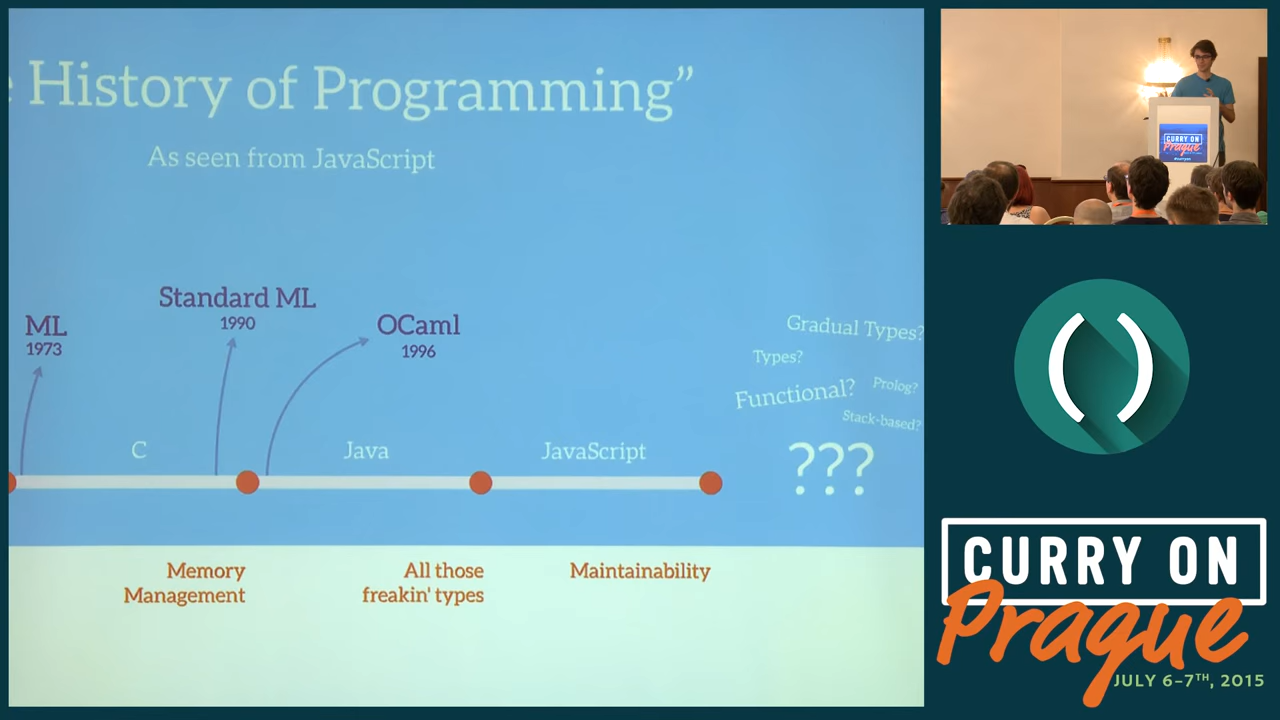 History of Programming”
As seen from JavaScript
Standard ML
1990
ML
1973
OCaml
1996
Gradual Types?
Types?
Functional?
Prolog?
Stack-based?
C
Java
JavaScript
???
Memory
Management
All those
freakin' types
Maintainability
CURRY ON
Prague
( )
CURRY ON
Prague
JULY 6–7TH, 2015